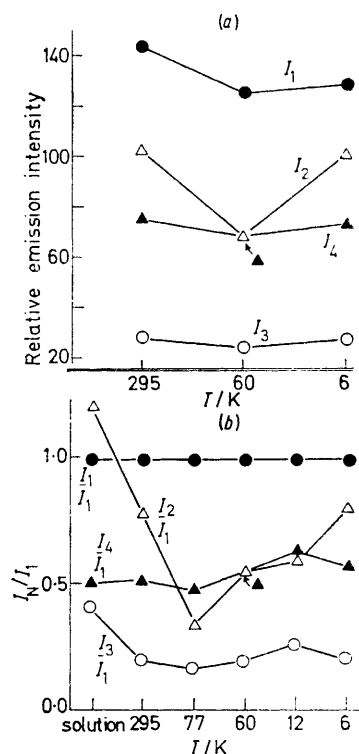 (a)
140
100
60
20
Relative emission intensity
I1
I2
I4
I3
295 60 6
T / K
(b)
1.0
0.5
0.0
IN/I1
I1/I1
I2/I1
I4/I1
I3/I1
solution 295 77 60 12 6
T / K